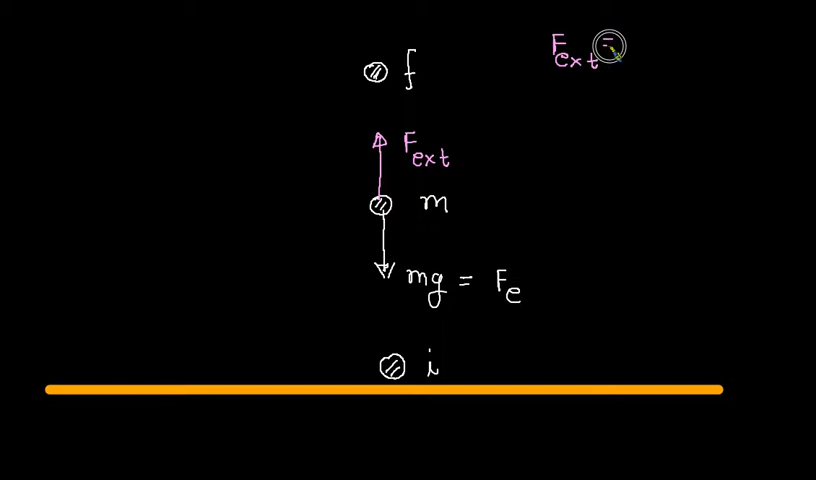 F_ext =
f
F_ext
m
mg = F_e
i